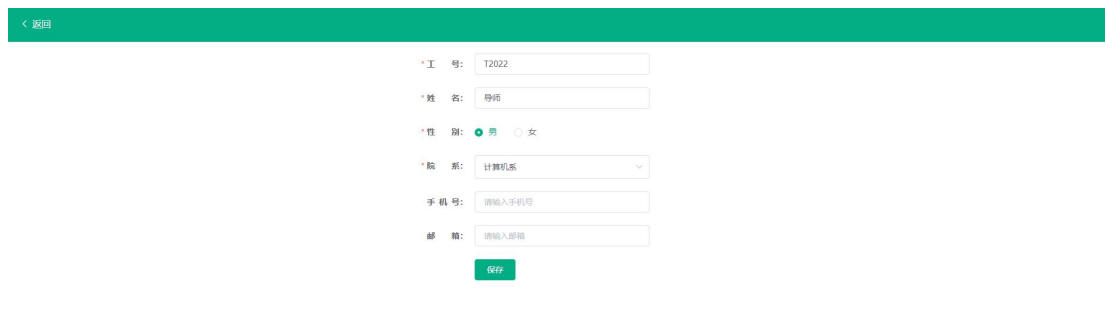 < 返回
*工 号: T2022
*姓 名: 导师
*性 别: 男 女
*院 系: 计算机系
手 机 号: 请输入手机号
邮 箱: 请输入邮箱
保存